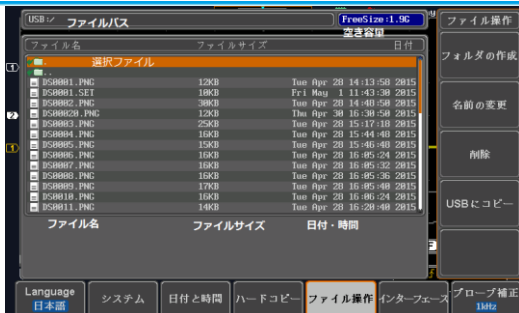 USB:/ ファイルパス FreeSize:1.9G
空き容量
ファイル名 ファイルサイズ 日付
選択ファイル
..
DS0001.PNG 12KB Tue Apr 28 14:13:58 2015
DS0001.SET 10KB Fri May 1 11:43:30 2015
DS0002.PNG 30KB Tue Apr 28 14:48:50 2015
DS00020.PNG 12KB Thu Apr 30 16:30:50 2015
DS0003.PNG 25KB Tue Apr 28 15:17:18 2015
DS0004.PNG 16KB Tue Apr 28 15:44:48 2015
DS0005.PNG 15KB Tue Apr 28 15:46:48 2015
DS0006.PNG 16KB Tue Apr 28 16:05:24 2015
DS0007.PNG 16KB Tue Apr 28 16:05:32 2015
DS0008.PNG 16KB Tue Apr 28 16:05:36 2015
DS0009.PNG 17KB Tue Apr 28 16:05:40 2015
DS0010.PNG 16KB Tue Apr 28 16:06:24 2015
DS0011.PNG 14KB Tue Apr 28 16:20:40 2015
ファイル名 ファイルサイズ 日付・時間
ファイル操作
フォルダの作成
名前の変更
削除
USBにコピー
Language
日本語
システム
日付と時間
ハードコピー
ファイル操作
インターフェース
プローブ補正
1kHz